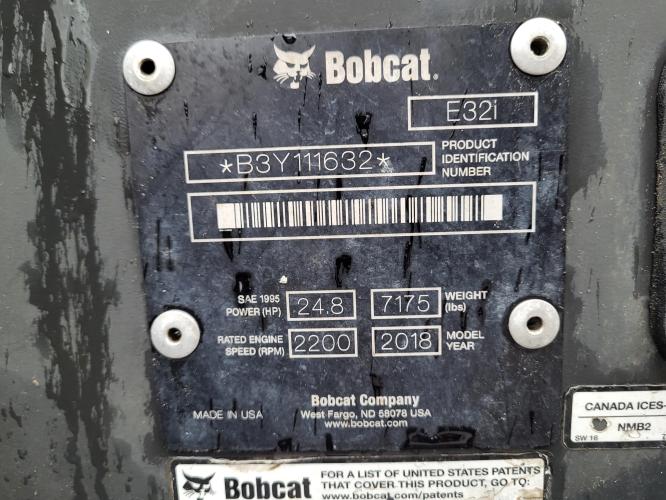 Bobcat.
E32i
*B3Y111632*
PRODUCT
IDENTIFICATION
NUMBER
SAE 1995
POWER (HP)
24.8
7175
WEIGHT
(lbs)
RATED ENGINE
SPEED (RPM)
2200
2018
MODEL
YEAR
Bobcat Company
MADE IN USA
West Fargo, ND 58078 USA
www.bobcat.com
CANADA ICES-
NMB2
SW 16
Bobcat
FOR A LIST OF UNITED STATES PATENTS
THAT COVER THIS PRODUCT, GO TO:
www.bobcat.com/patents